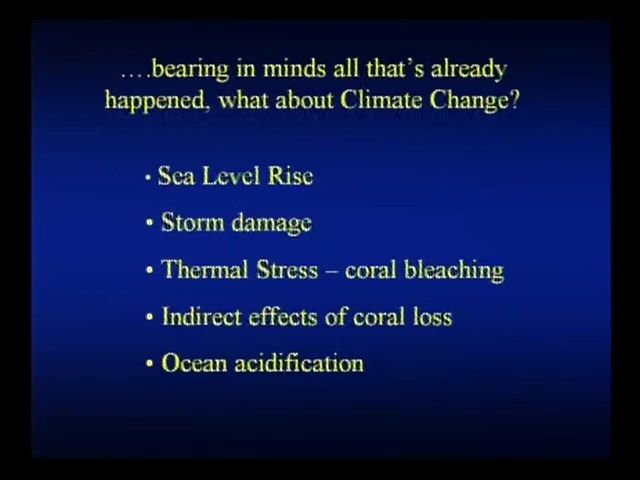 ….bearing in minds all that's already
happened, what about Climate Change?
• Sea Level Rise
• Storm damage
• Thermal Stress – coral bleaching
• Indirect effects of coral loss
• Ocean acidification